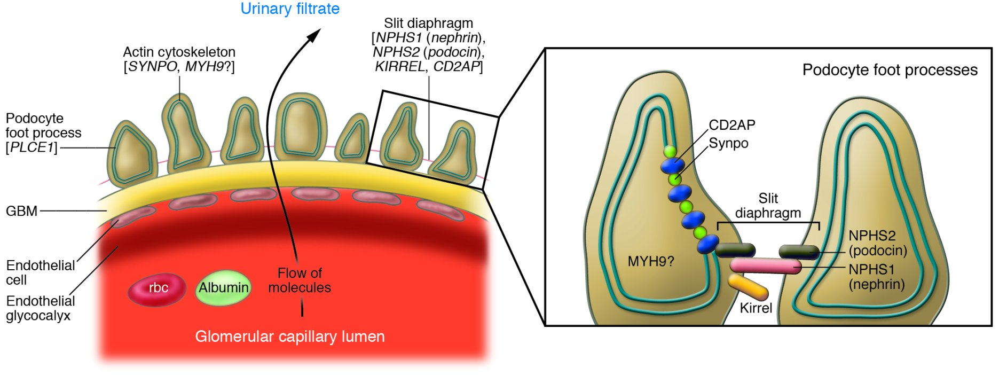 Urinary filtrate
Slit diaphragm
[NPHS1 (nephrin),
NPHS2 (podocin),
KIRREL, CD2AP]
Actin cytoskeleton
[SYNPO, MYH9?]
Podocyte
foot process
[PLCE1]
GBM
Endothelial
cell
Endothelial
glycocalyx
rbc
Albumin
Flow of
molecules
Glomerular capillary lumen
Podocyte foot processes
CD2AP
Synpo
Slit
diaphragm
MYH9?
NPHS2
(podocin)
NPHS1
(nephrin)
Kirrel